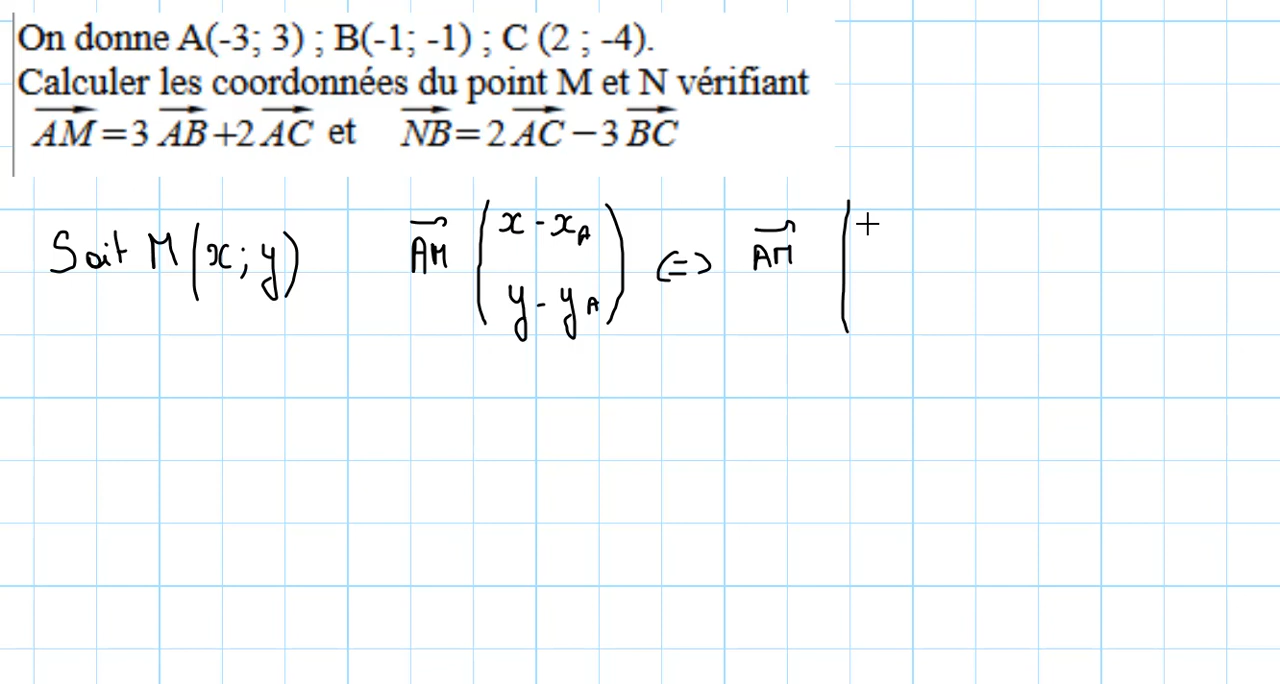 On donne A(-3; 3) ; B(-1; -1) ; C (2 ; -4).
Calculer les coordonnées du point M et N vérifiant
AM=3 AB+2 AC et NB=2 AC−3 BC
Soit M(x;y) AM (x - xA y - yA) <=> AM (